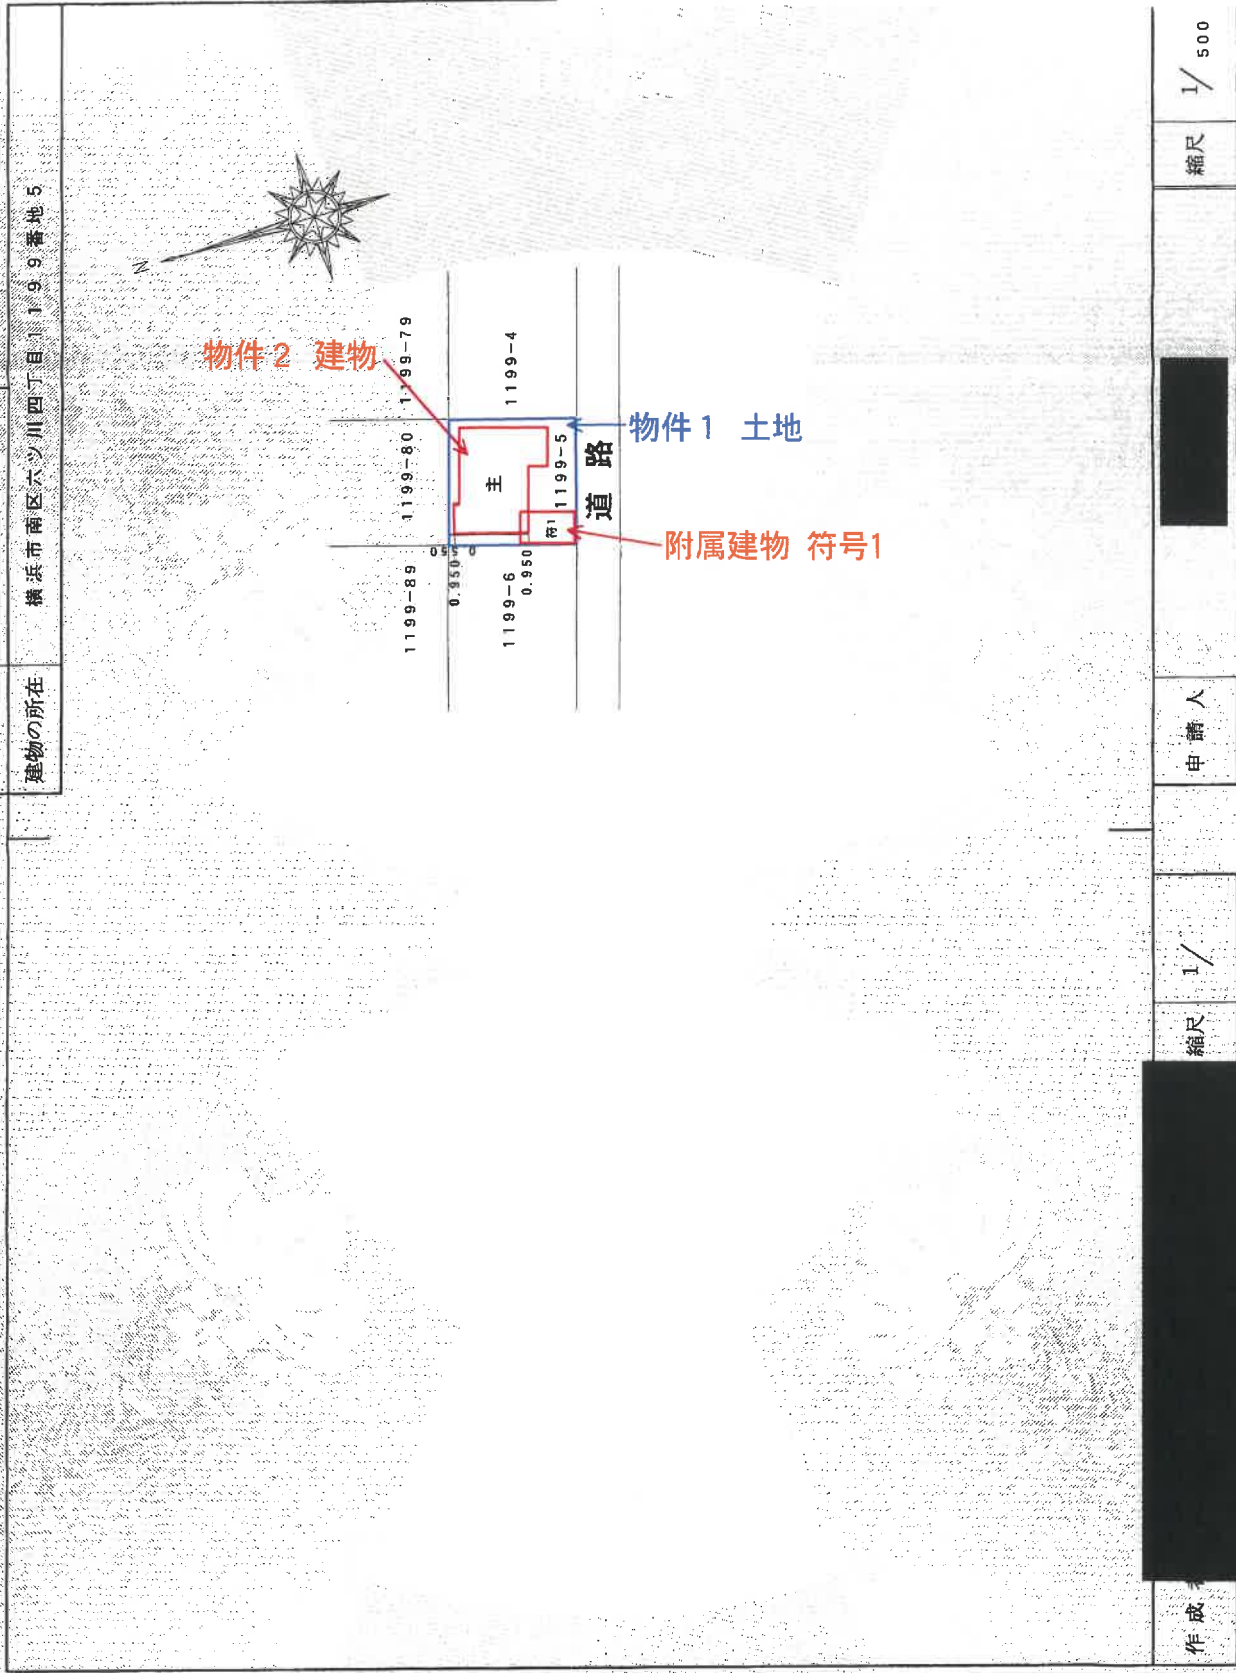 建物の所在
横浜市南区六ツ川四丁目1199番地5
N
1199-79
1199-4
1199-80
1199-5
1199-89
1199-6
0.950
0.950
主
符1
道路
物件2 建物
物件1 土地
附属建物 符号1
縮尺 1/500
申請人
縮尺 1/
作成